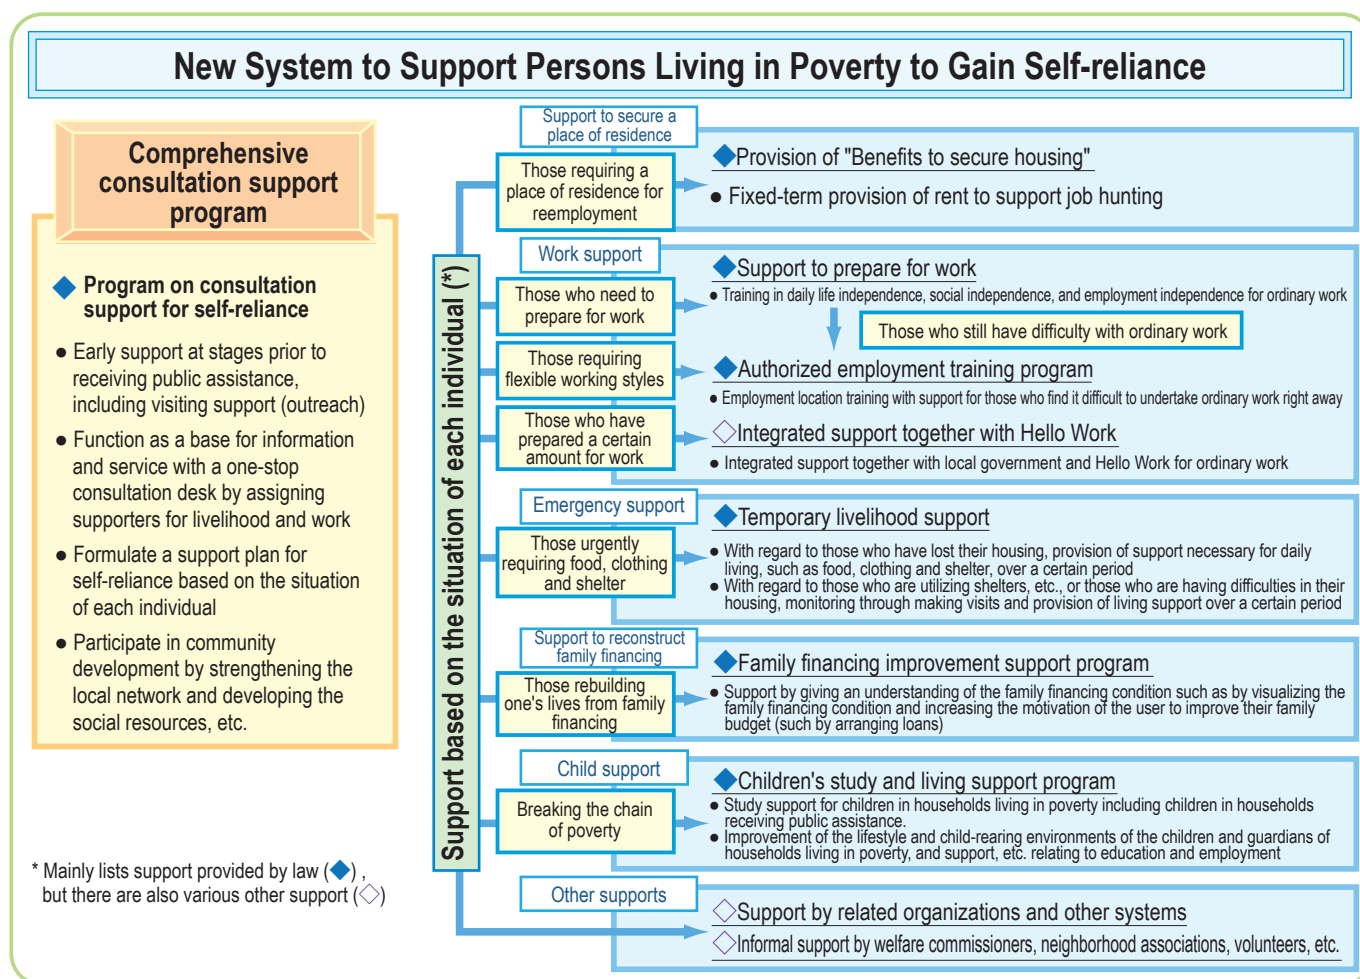 New System to Support Persons Living in Poverty to Gain Self-reliance
Comprehensive
consultation support
program
◆ Program on consultation
support for self-reliance
● Early support at stages prior to
receiving public assistance,
including visiting support (outreach)
● Function as a base for information
and service with a one-stop
consultation desk by assigning
supporters for livelihood and work
● Formulate a support plan for
self-reliance based on the situation
of each individual
● Participate in community
development by strengthening the
local network and developing the
social resources, etc.
* Mainly lists support provided by law (◆) ,
but there are also various other support (◇)
Support based on the situation of each individual (*)
Support to secure a
place of residence
Those requiring a
place of residence for
reemployment
◆Provision of "Benefits to secure housing"
● Fixed-term provision of rent to support job hunting
Work support
Those who need to
prepare for work
◆Support to prepare for work
● Training in daily life independence, social independence, and employment independence for ordinary work
Those who still have difficulty with ordinary work
Those requiring
flexible working styles
◆Authorized employment training program
● Employment location training with support for those who find it difficult to undertake ordinary work right away
Those who have
prepared a certain
amount for work
◇Integrated support together with Hello Work
● Integrated support together with local government and Hello Work for ordinary work
Emergency support
Those urgently
requiring food, clothing
and shelter
◆Temporary livelihood support
● With regard to those who have lost their housing, provision of support necessary for daily
living, such as food, clothing and shelter, over a certain period
● With regard to those who are utilizing shelters, etc., or those who are having difficulties in their
housing, monitoring through making visits and provision of living support over a certain period
Support to reconstruct
family financing
Those rebuilding
one's lives from family
financing
◆Family financing improvement support program
● Support by giving an understanding of the family financing condition such as by visualizing the
family financing condition and increasing the motivation of the user to improve their family
budget (such by arranging loans)
Child support
Breaking the chain
of poverty
◆Children's study and living support program
● Study support for children in households living in poverty including children in households
receiving public assistance.
● Improvement of the lifestyle and child-rearing environments of the children and guardians of
households living in poverty, and support, etc. relating to education and employment
Other supports
◇Support by related organizations and other systems
◇Informal support by welfare commissioners, neighborhood associations, volunteers, etc.